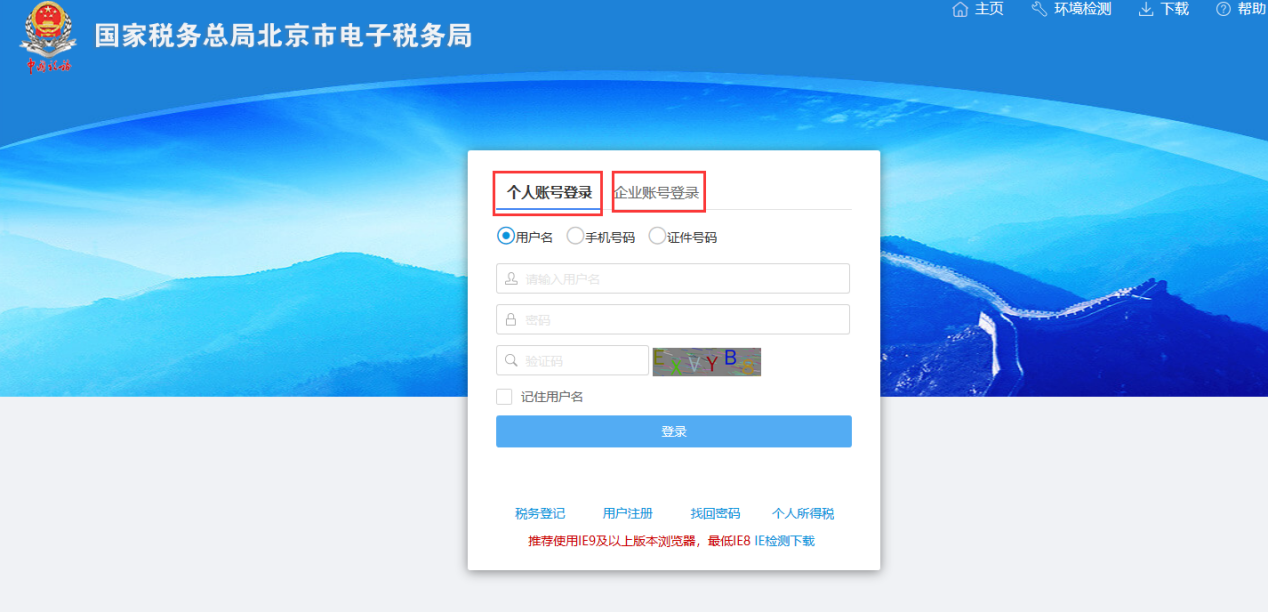 主页 环境检测 下载 帮助
国家税务总局北京市电子税务局
中国税务
个人账号登录 企业账号登录
用户名 手机号码 证件号码
请输入用户名
密码
验证码
记住用户名
登录
税务登记 用户注册 找回密码 个人所得税
推荐使用IE9及以上版本浏览器，最低IE8 IE检测下载